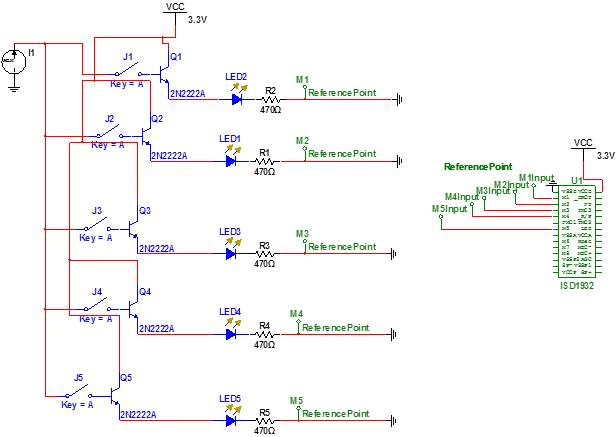 VCC
3.3V
I1
J1
Key = A
Q1
2N2222A
LED2
R2
470Ω
M1
ReferencePoint
J2
Key = A
Q2
2N2222A
LED1
R1
470Ω
M2
ReferencePoint
VCC
3.3V
ReferencePoint
U1
M1Input
M2Input
M3Input
M4Input
M5Input
ISD1932
J3
Key = A
Q3
2N2222A
LED3
R3
470Ω
M3
ReferencePoint
J4
Key = A
Q4
2N2222A
LED4
R4
470Ω
M4
ReferencePoint
J5
Key = A
Q5
2N2222A
LED5
R5
470Ω
M5
ReferencePoint